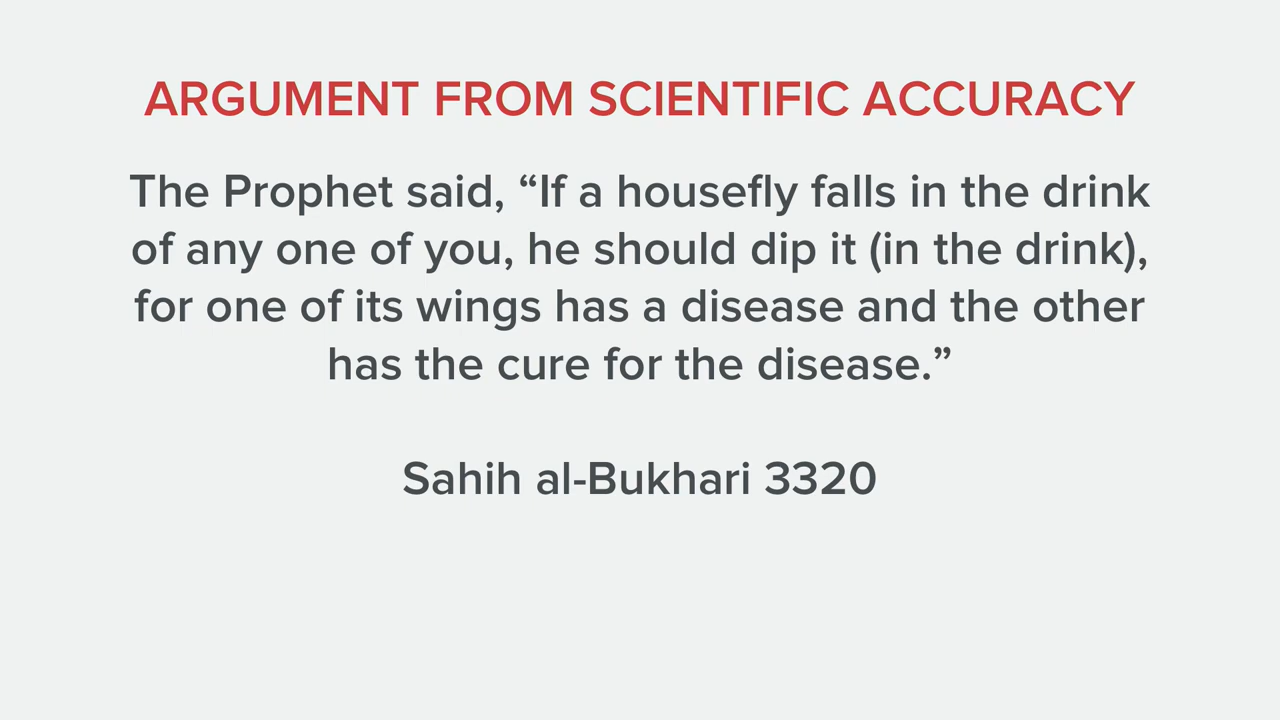 ARGUMENT FROM SCIENTIFIC ACCURACY
The Prophet said, “If a housefly falls in the drink
of any one of you, he should dip it (in the drink),
for one of its wings has a disease and the other
has the cure for the disease.”
Sahih al-Bukhari 3320